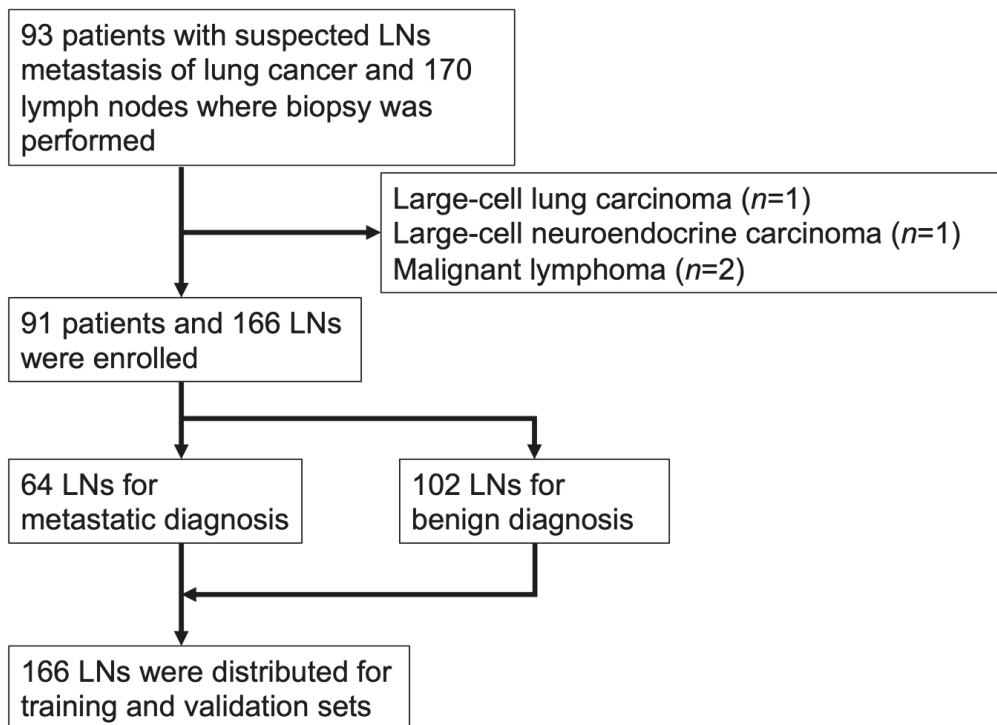 93 patients with suspected LNs
metastasis of lung cancer and 170
lymph nodes where biopsy was
performed
Large-cell lung carcinoma (n=1)
Large-cell neuroendocrine carcinoma (n=1)
Malignant lymphoma (n=2)
91 patients and 166 LNs
were enrolled
64 LNs for
metastatic diagnosis
102 LNs for
benign diagnosis
166 LNs were distributed for
training and validation sets